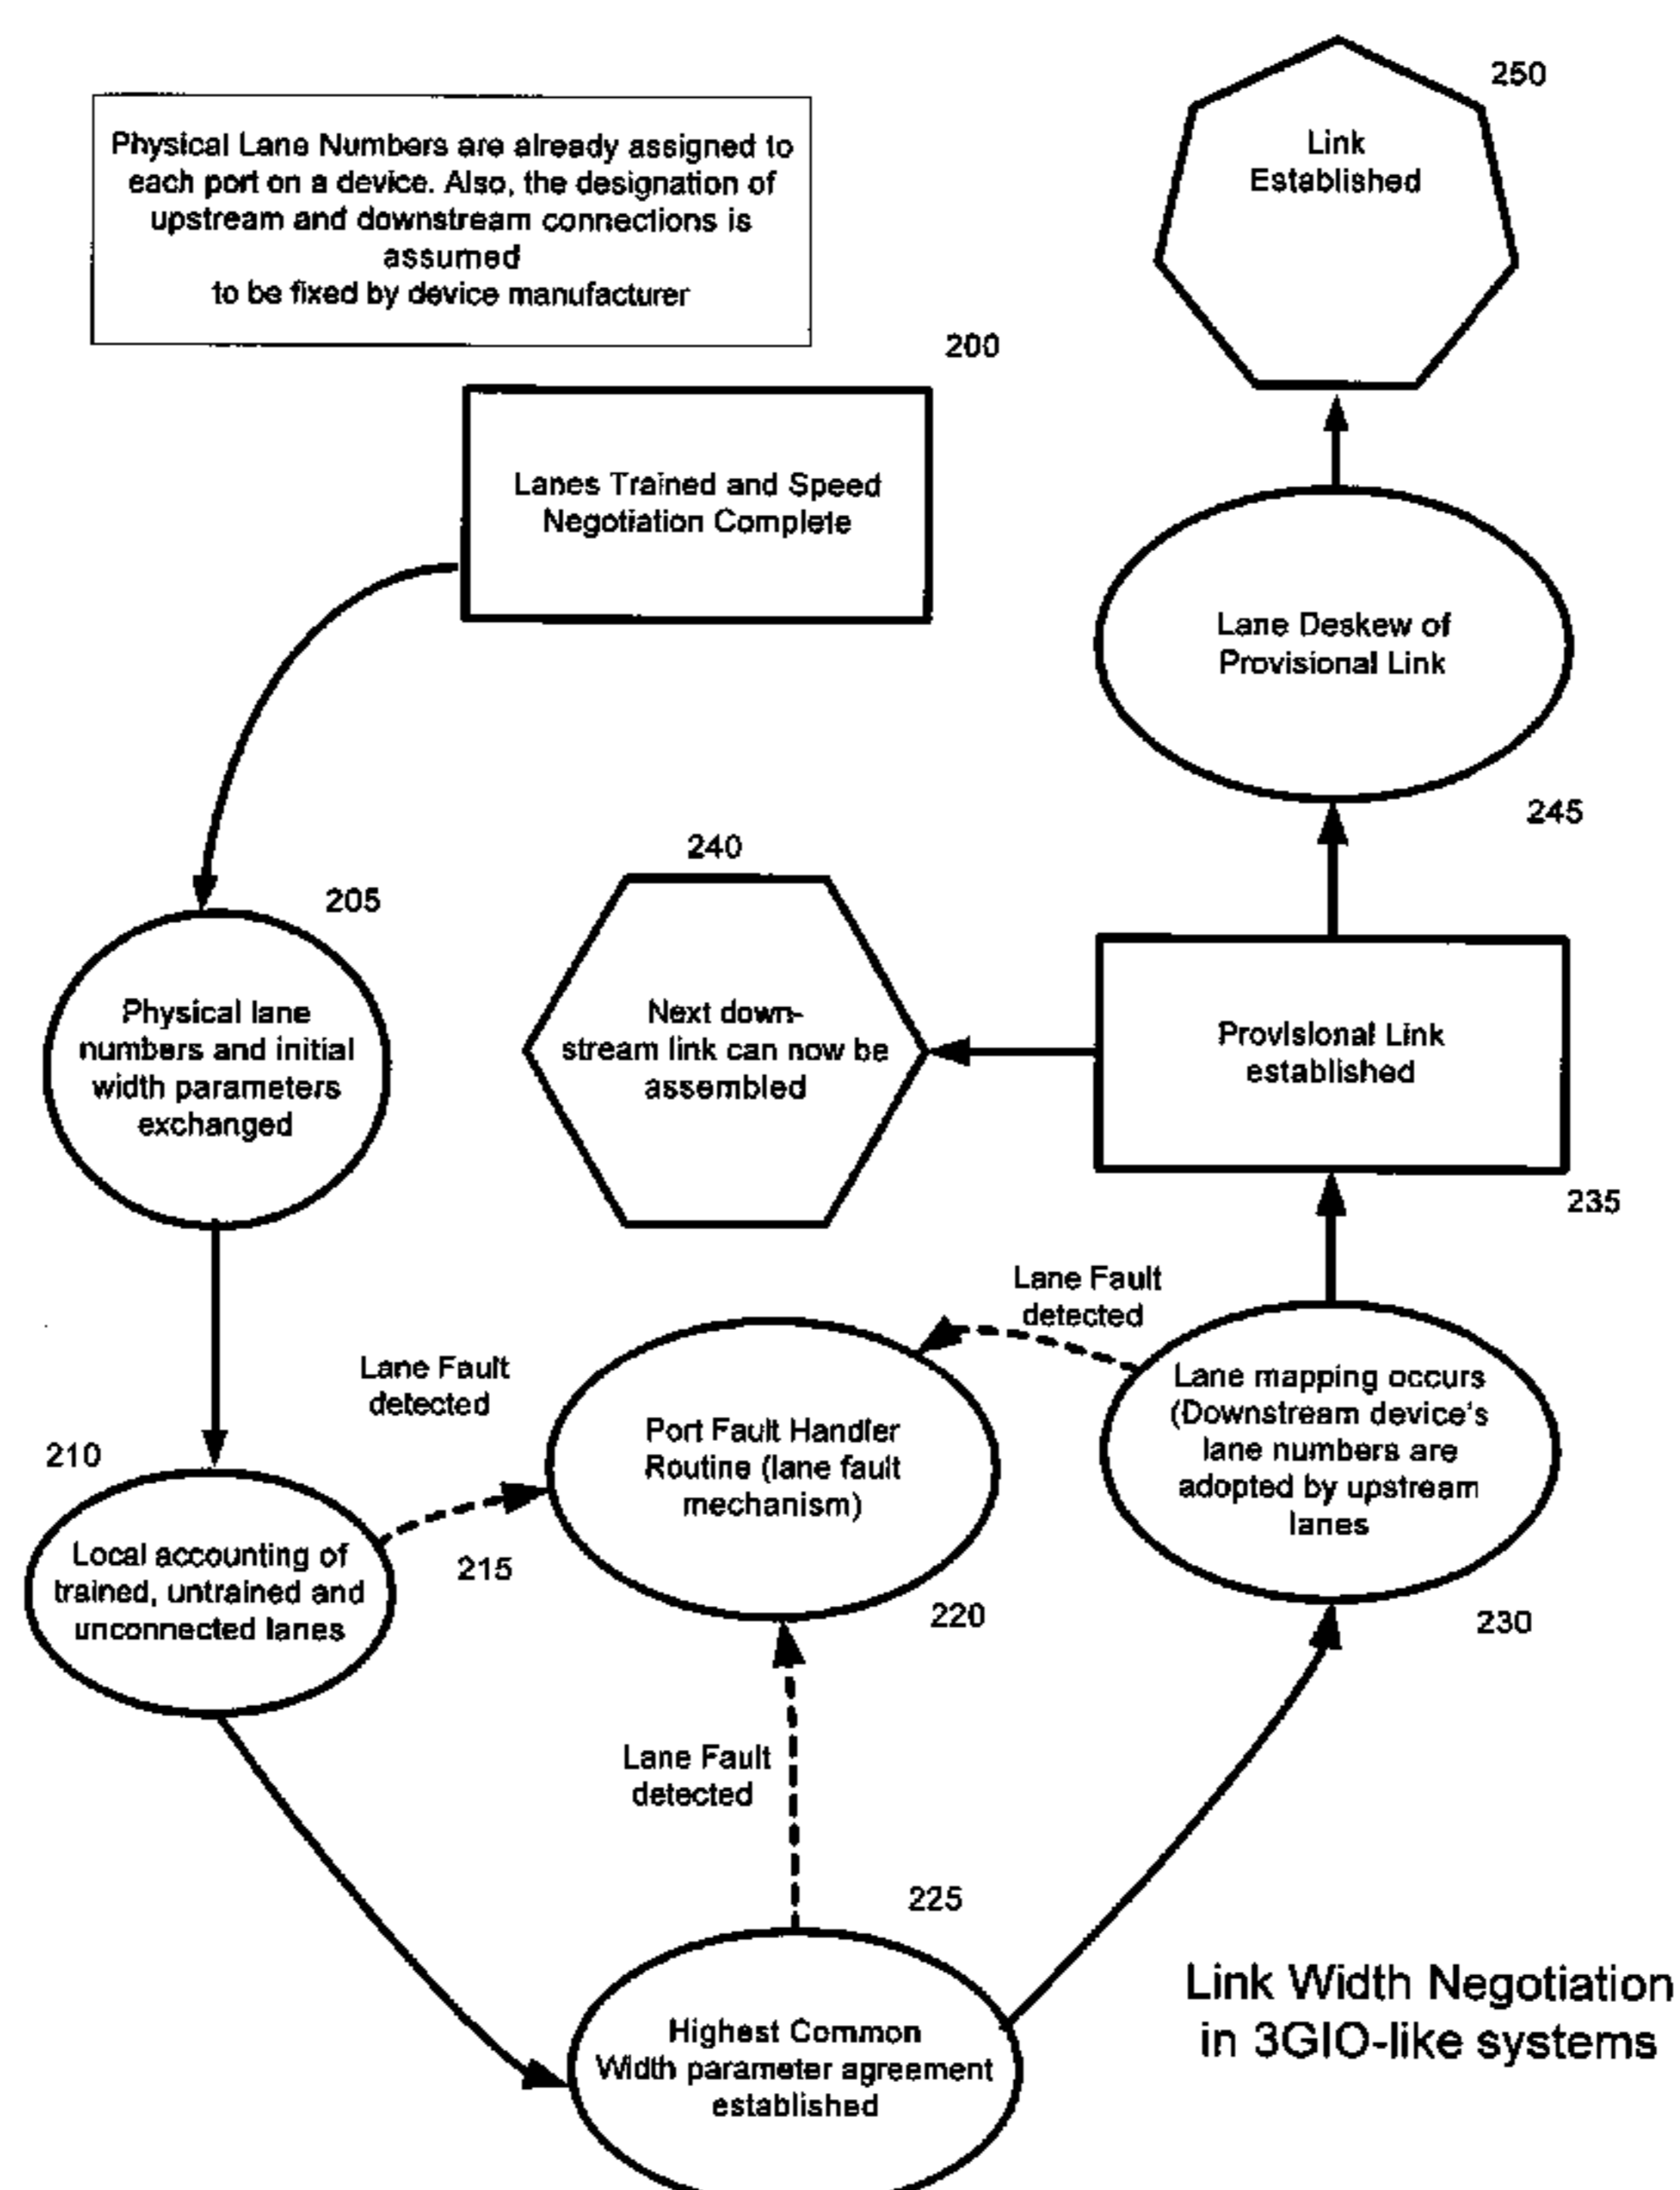 250
Link
Established
Physical Lane Numbers are already assigned to
each port on a device. Also, the designation of
upstream and downstream connections is
assumed
to be fixed by device manufacturer
200
Lanes Trained and Speed
Negotiation Complete
Lane Deskew of
Provisional Link
245
240
205
Physical lane
numbers and initial
width parameters
exchanged
Next down-
stream link can now be
assembled
Provisional Link
established
235
Lane Fault
detected
Lane Fault
detected
Lane mapping occurs
(Downstream device's
lane numbers are
adopted by upstream
lanes
230
Port Fault Handler
Routine (lane fault
mechanism)
220
210
Local accounting of
trained, untrained and
unconnected lanes
215
Lane Fault
detected
225
Highest Common
Width parameter agreement
established
Link Width Negotiation
in 3GIO-like systems